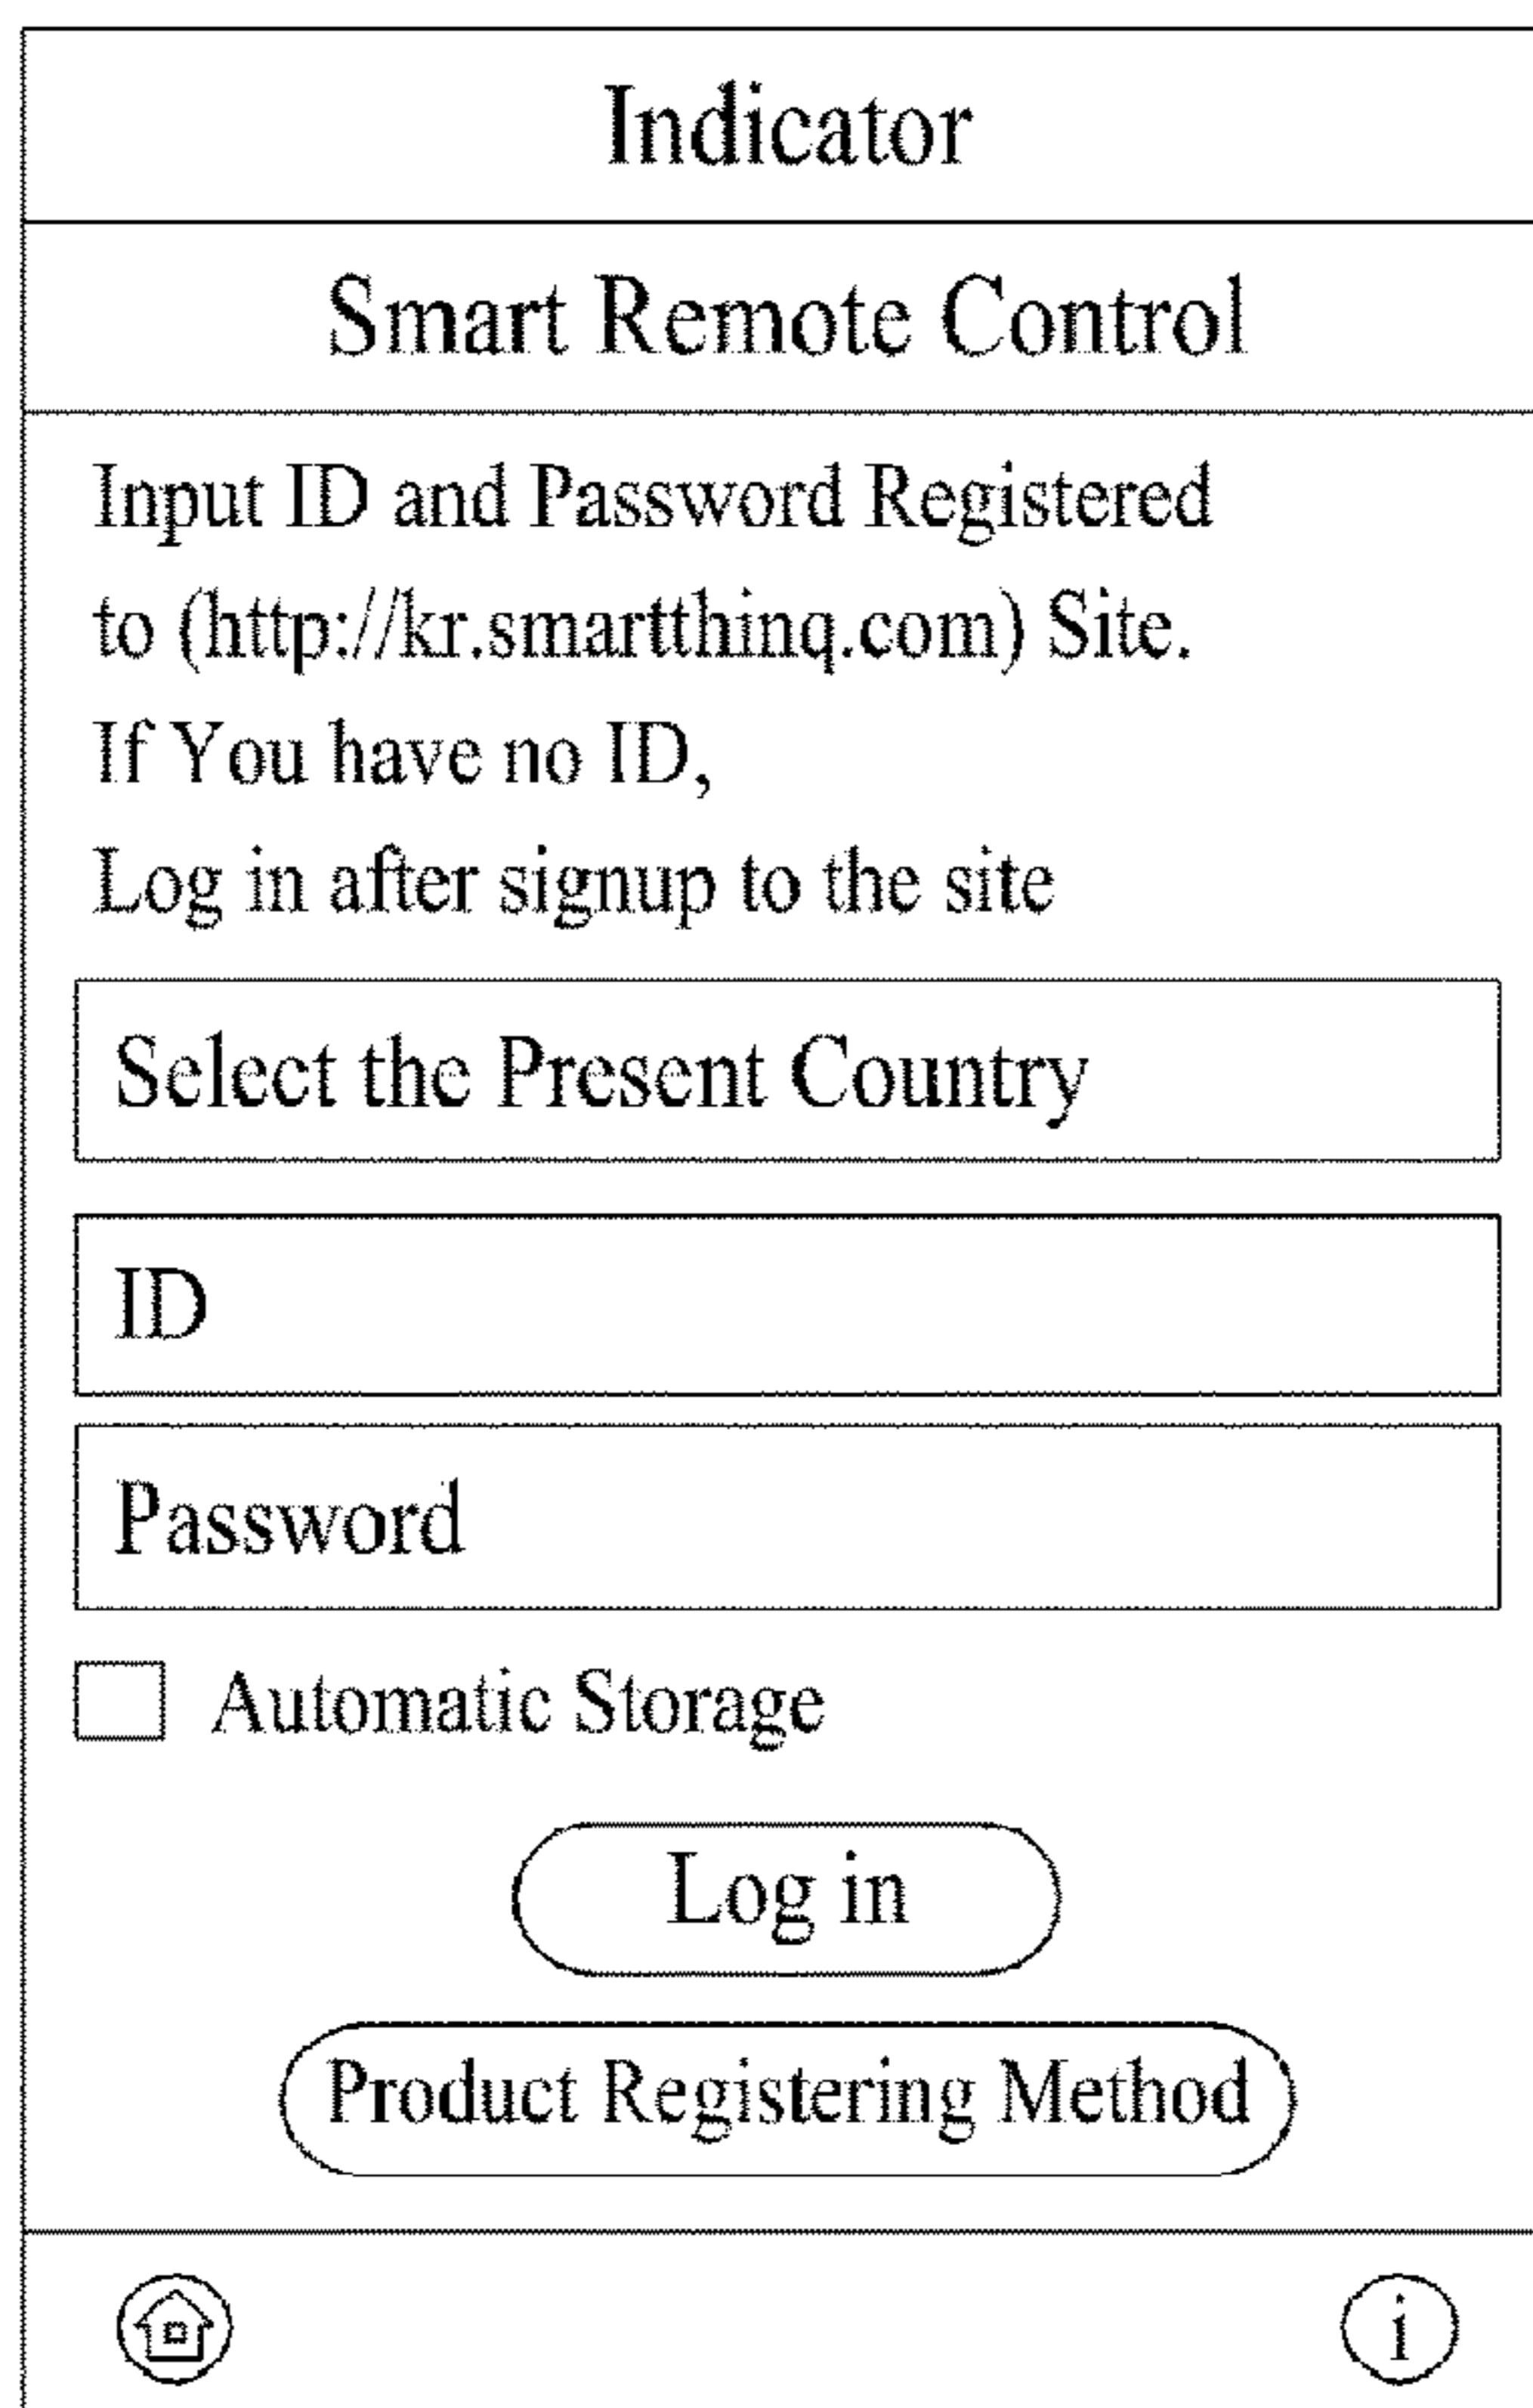 Indicator
Smart Remote Control
Input ID and Password Registered
to (http://kr.smartthinq.com) Site.
If You have no ID,
Log in after signup to the site
Select the Present Country
ID
Password
Automatic Storage
Log in
Product Registering Method
i